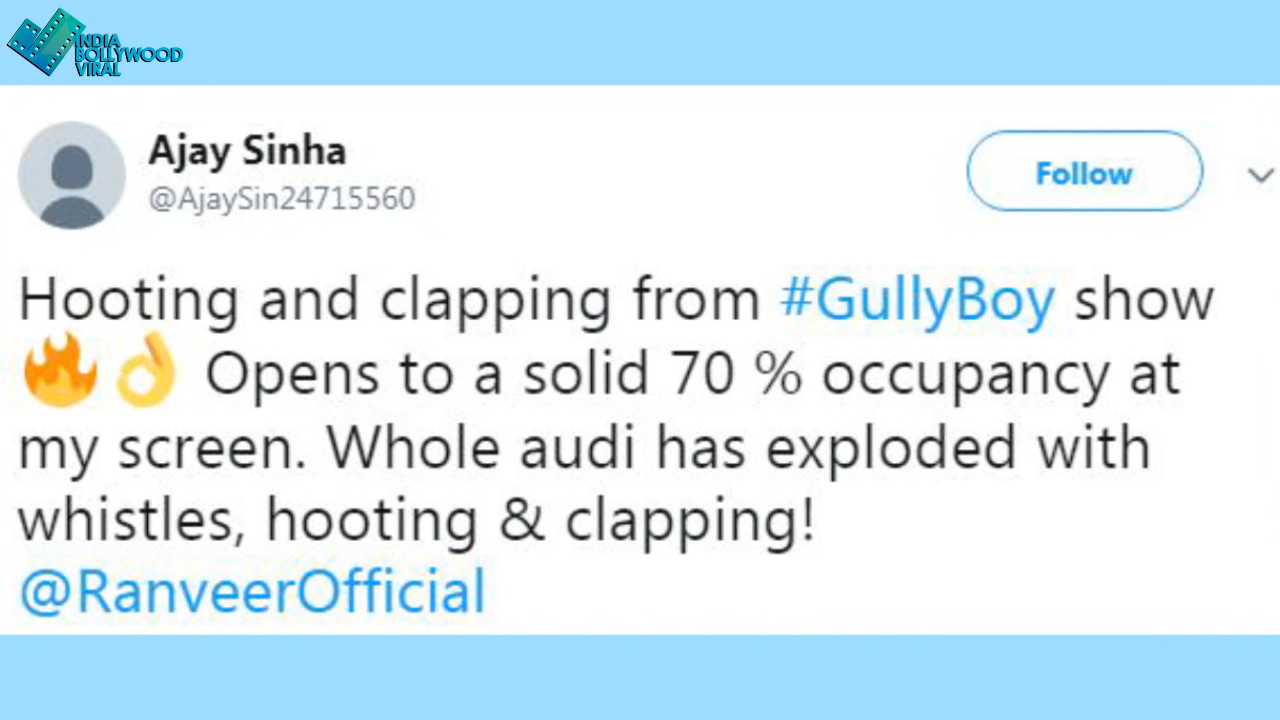 INDIA
BOLLYWOOD
VIRAL
Ajay Sinha
@AjaySin24715560
Follow
Hooting and clapping from #GullyBoy show
🔥👌 Opens to a solid 70 % occupancy at
my screen. Whole audi has exploded with
whistles, hooting & clapping!
@RanveerOfficial